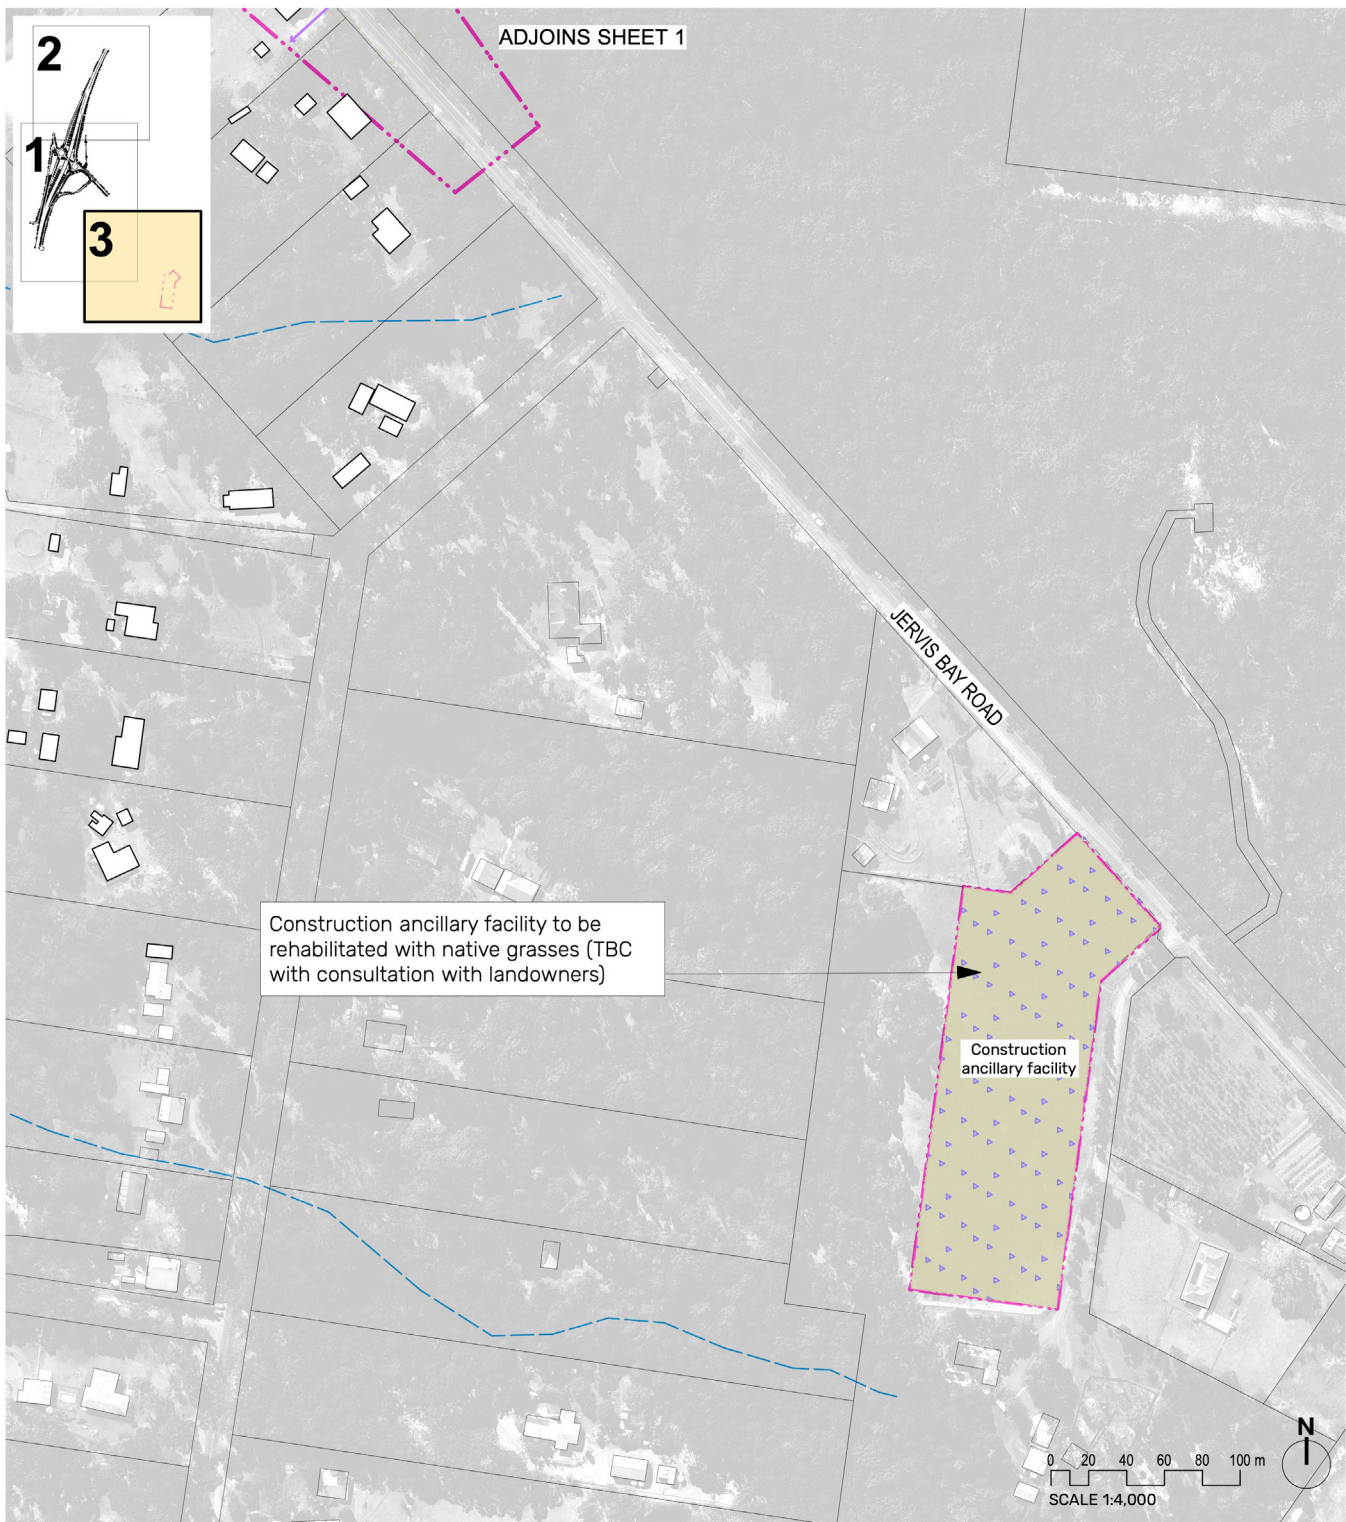 ADJOINS SHEET 1
2
1
3
JERVIS BAY ROAD
Construction ancillary facility to be
rehabilitated with native grasses (TBC
with consultation with landowners)
Construction
ancillary facility
N
0 20 40 60 80 100 m
SCALE 1:4,000